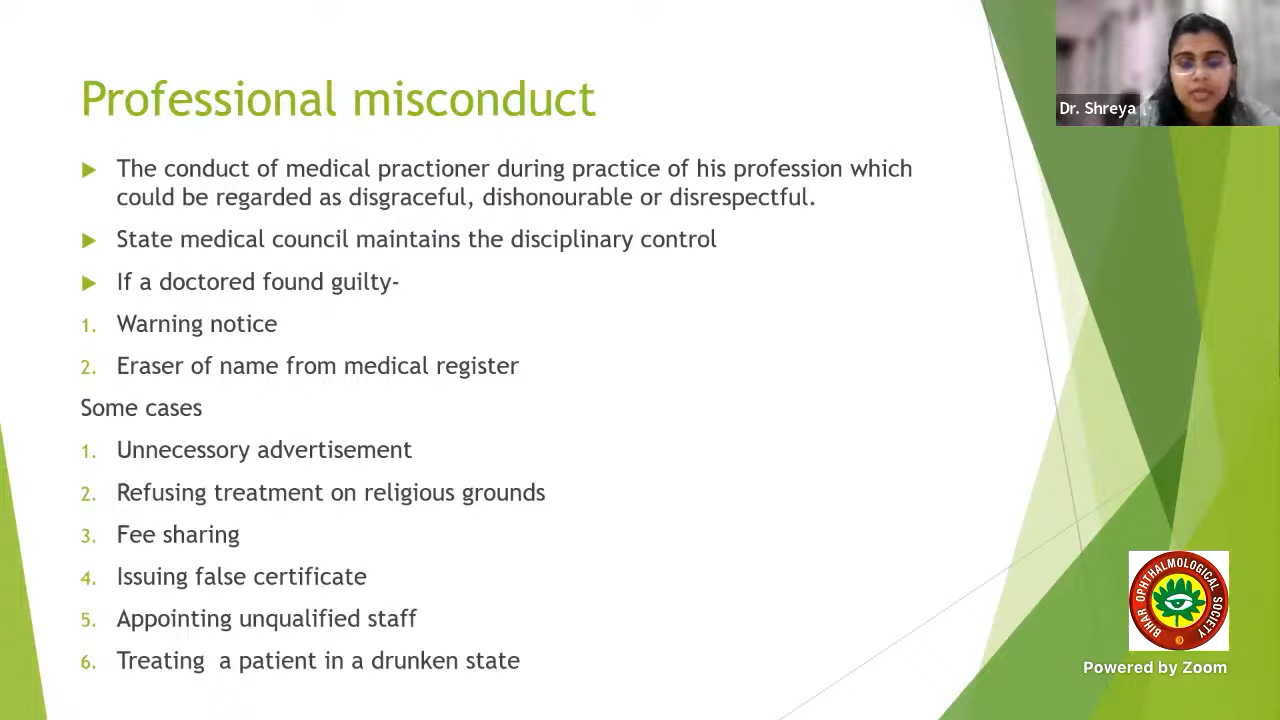 Professional misconduct
The conduct of medical practioner during practice of his profession which
could be regarded as disgraceful, dishonourable or disrespectful.
State medical council maintains the disciplinary control
If a doctored found guilty-
1. Warning notice
2. Eraser of name from medical register
Some cases
1. Unnecessory advertisement
2. Refusing treatment on religious grounds
3. Fee sharing
4. Issuing false certificate
5. Appointing unqualified staff
6. Treating  a patient in a drunken state
Dr. Shreya
BIHAR OPHTHALMOLOGICAL SOCIETY
Powered by Zoom